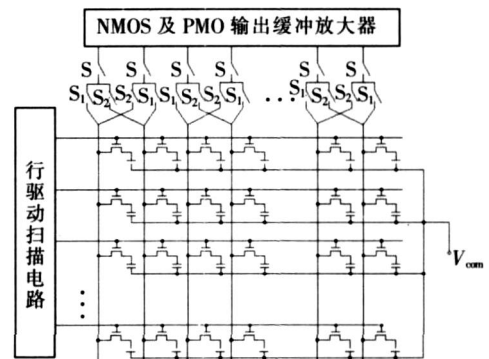 NMOS 及 PMO 输出缓冲放大器
S S S S S S
S₁ S₂ S₂ S₁ S₁ S₂ S₂ S₁ ··· S₁ S₂ S₂ S₁
行驱动扫描电路
Vcom